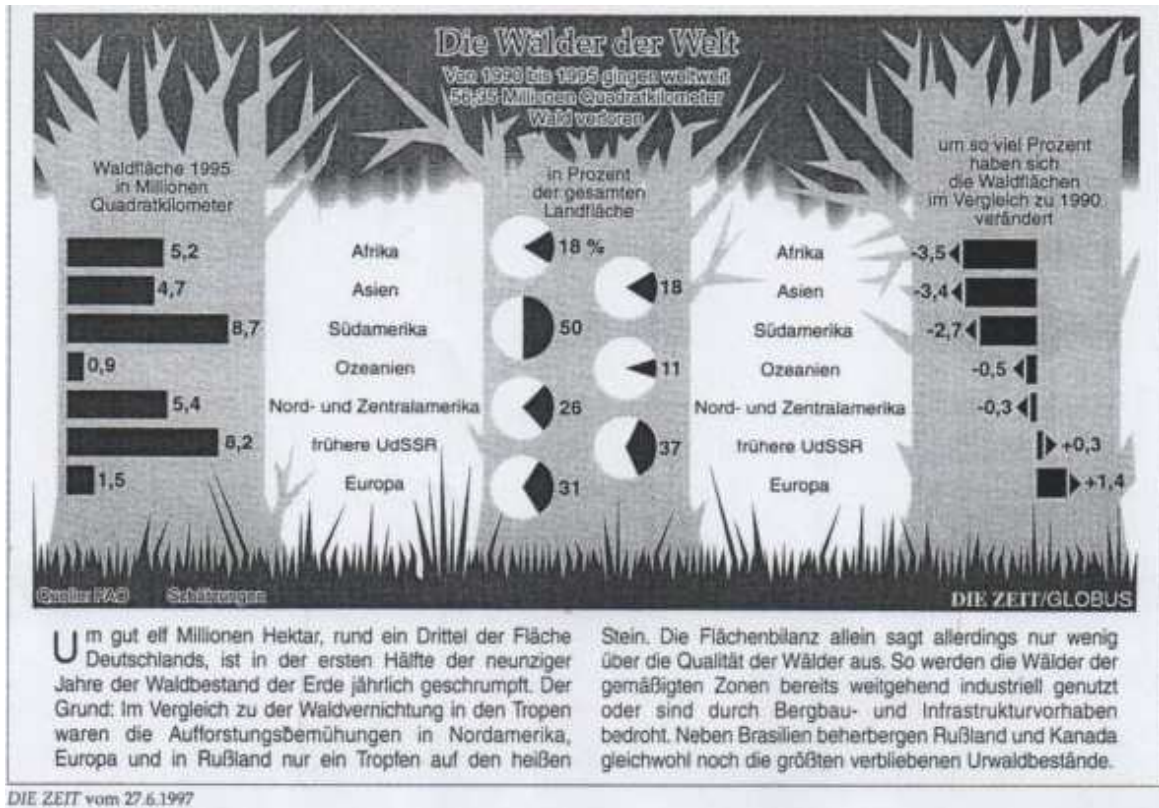 Die Wälder der Welt
Von 1990 bis 1995 gingen weltweit
56,35 Millionen Quadratkilometer
Wald verloren
Waldfläche 1995
in Millionen
Quadratkilometer
5,2
4,7
8,7
0,9
5,4
8,2
1,5
Afrika
Asien
Südamerika
Ozeanien
Nord- und Zentralamerika
frühere UdSSR
Europa
in Prozent
der gesamten
Landfläche
18 %
18
50
11
26
37
31
um so viel Prozent
haben sich
die Waldflächen
im Vergleich zu 1990
verändert
Afrika
Asien
Südamerika
Ozeanien
Nord- und Zentralamerika
frühere UdSSR
Europa
-3,5
-3,4
-2,7
-0,5
-0,3
+0,3
+1,4
Quelle: FAO
Schätzungen
DIE ZEIT/GLOBUS
Um gut elf Millionen Hektar, rund ein Drittel der Fläche
Deutschlands, ist in der ersten Hälfte der neunziger
Jahre der Waldbestand der Erde jährlich geschrumpft. Der
Grund: Im Vergleich zu der Waldvernichtung in den Tropen
waren die Aufforstungsbemühungen in Nordamerika,
Europa und in Rußland nur ein Tropfen auf den heißen
Stein. Die Flächenbilanz allein sagt allerdings nur wenig
über die Qualität der Wälder aus. So werden die Wälder der
gemäßigten Zonen bereits weitgehend industriell genutzt
oder sind durch Bergbau- und Infrastrukturvorhaben
bedroht. Neben Brasilien beherbergen Rußland und Kanada
gleichwohl noch die größten verbliebenen Urwaldbestände.
DIE ZEIT vom 27.6.1997